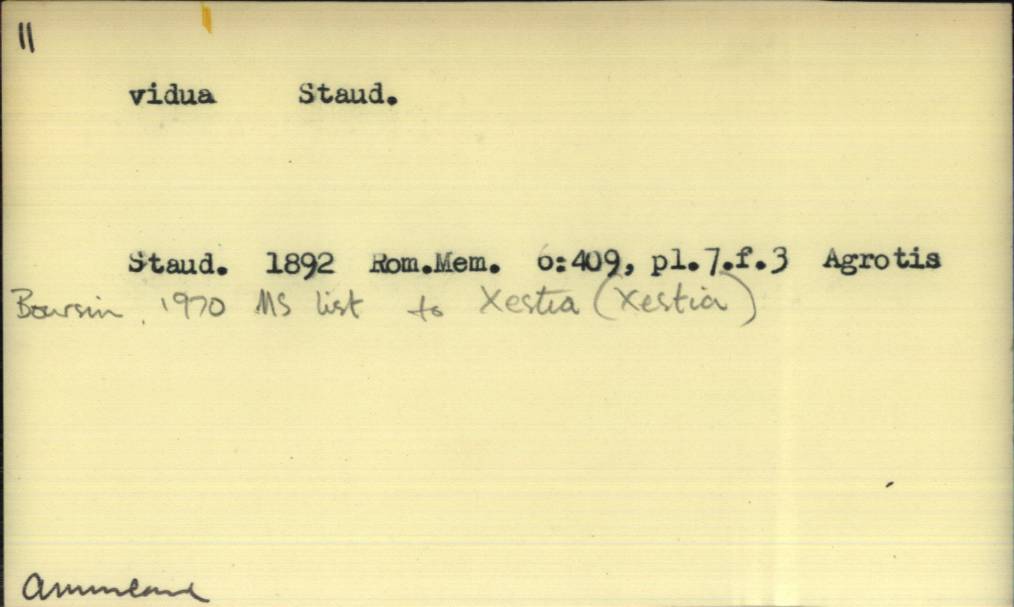 11
vidua Staud.
Staud. 1892 Rom.Mem. 6:409, pl.7.f.3 Agrotis
Boursin 1970 MS list to Xestia (Xestia)
Amurland